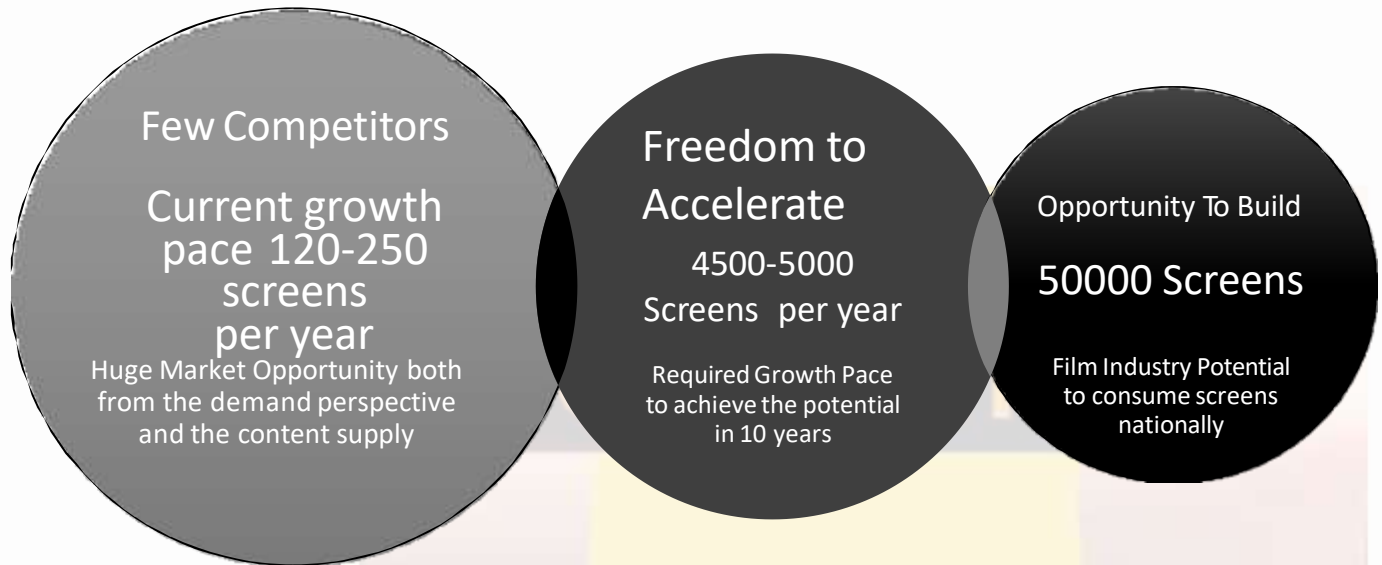 Few Competitors
Current growth
pace 120-250
screens
per year
Huge Market Opportunity both
from the demand perspective
and the content supply
Freedom to
Accelerate
4500-5000
Screens per year
Required Growth Pace
to achieve the potential
in 10 years
Opportunity To Build
50000 Screens
Film Industry Potential
to consume screens
nationally